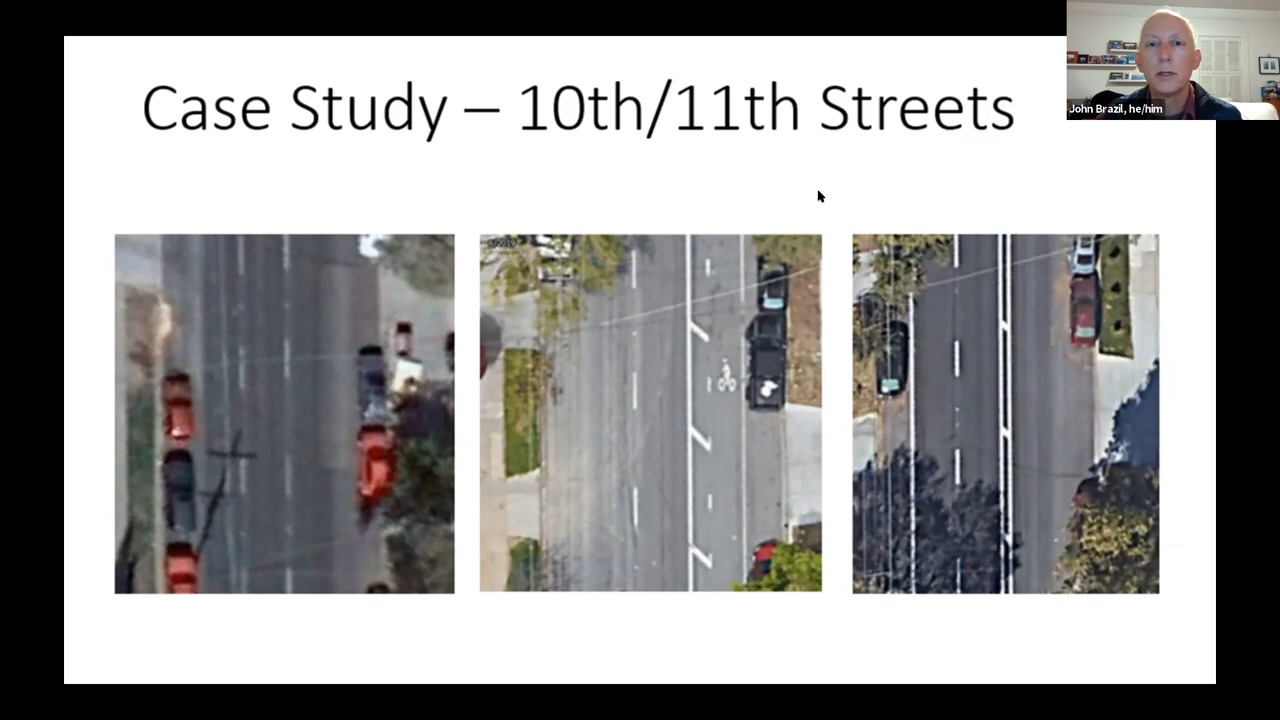 Case Study – 10th/11th Streets
John Brazil, he/him